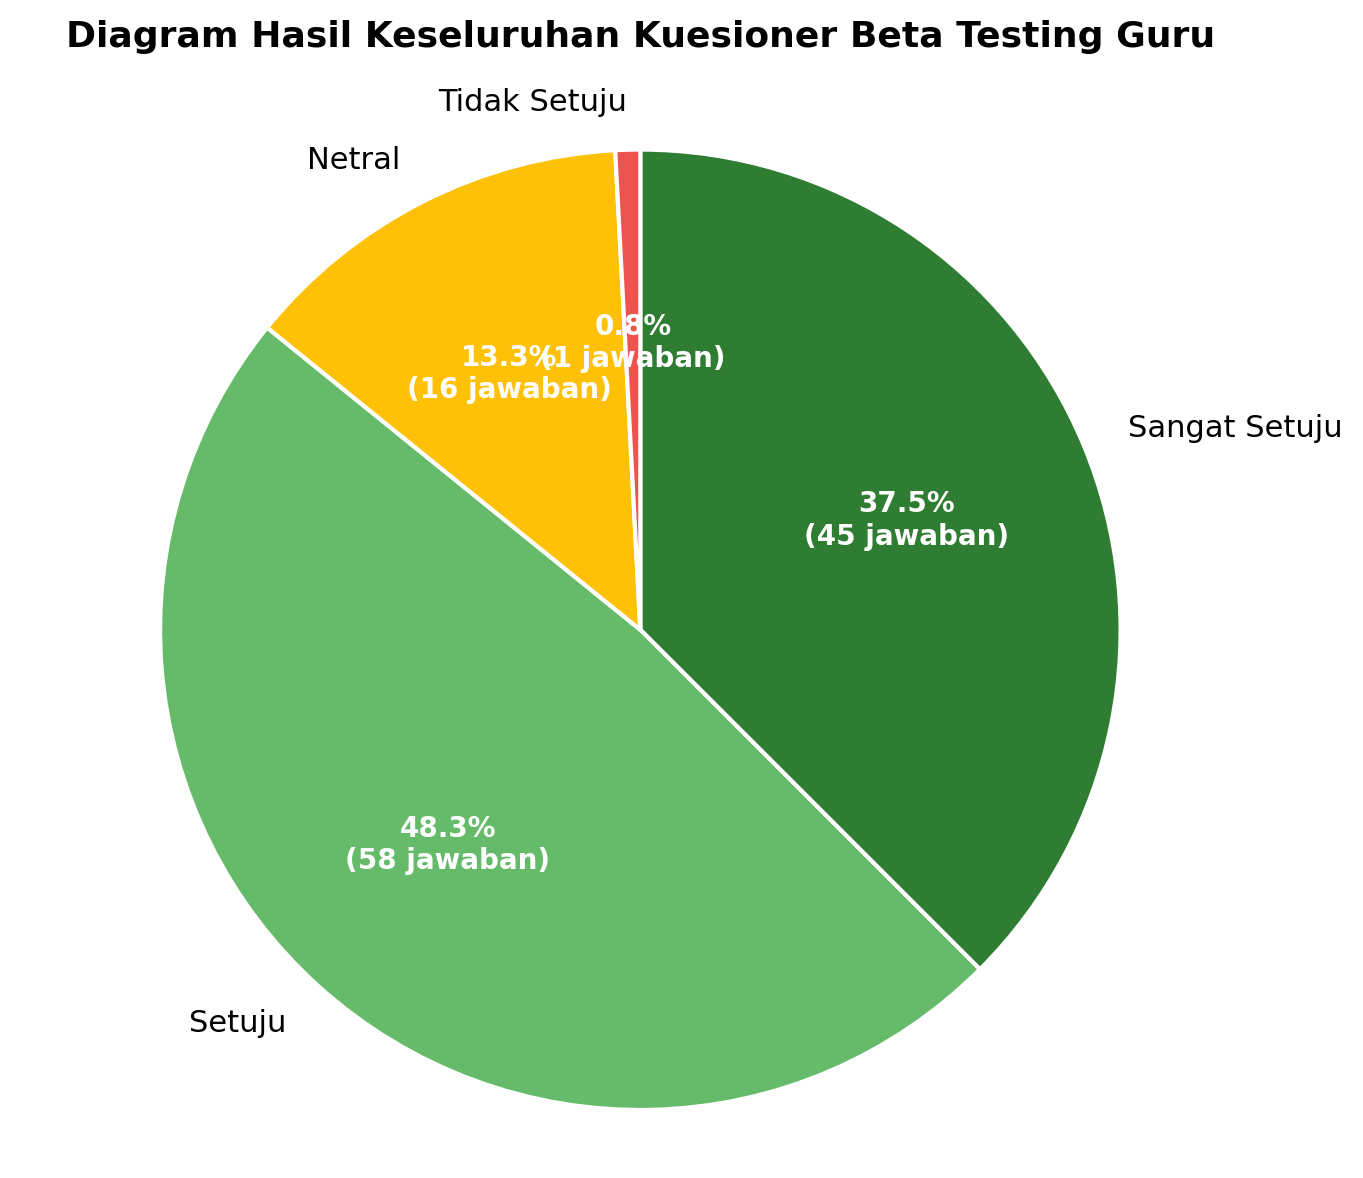 Diagram Hasil Keseluruhan Kuesioner Beta Testing Guru
Tidak Setuju
Netral
Sangat Setuju
Setuju
0.8%
(1 jawaban)
13.3%
(16 jawaban)
37.5%
(45 jawaban)
48.3%
(58 jawaban)